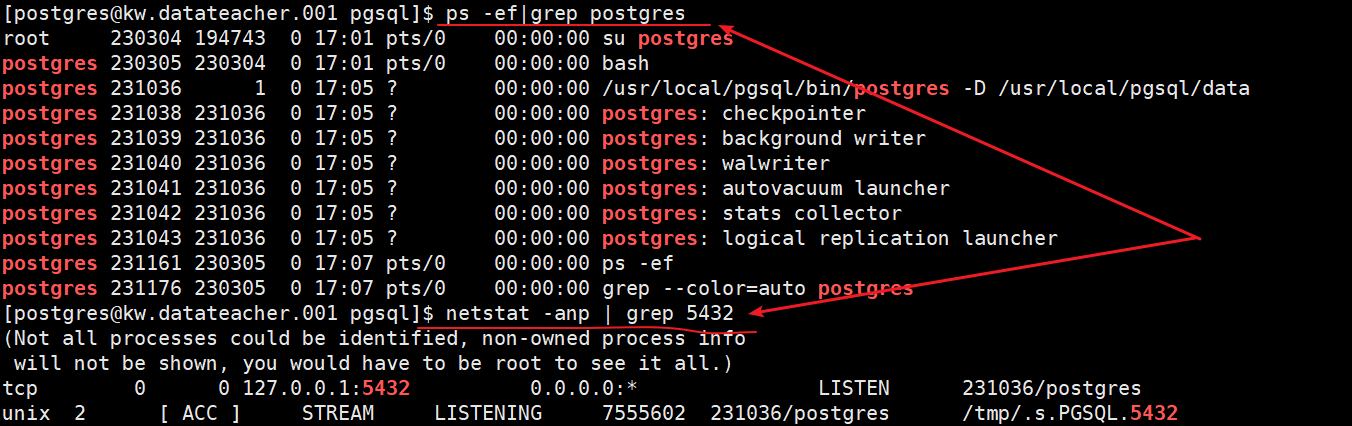 [postgres@kw.datateacher.001 pgsql]$ ps -ef|grep postgres
root     230304 194743  0 17:01 pts/0    00:00:00 su postgres
postgres 230305 230304  0 17:01 pts/0    00:00:00 bash
postgres 231036      1  0 17:05 ?        00:00:00 /usr/local/pgsql/bin/postgres -D /usr/local/pgsql/data
postgres 231038 231036  0 17:05 ?        00:00:00 postgres: checkpointer
postgres 231039 231036  0 17:05 ?        00:00:00 postgres: background writer
postgres 231040 231036  0 17:05 ?        00:00:00 postgres: walwriter
postgres 231041 231036  0 17:05 ?        00:00:00 postgres: autovacuum launcher
postgres 231042 231036  0 17:05 ?        00:00:00 postgres: stats collector
postgres 231043 231036  0 17:05 ?        00:00:00 postgres: logical replication launcher
postgres 231161 230305  0 17:07 pts/0    00:00:00 ps -ef
postgres 231176 230305  0 17:07 pts/0    00:00:00 grep --color=auto postgres
[postgres@kw.datateacher.001 pgsql]$ netstat -anp | grep 5432
(Not all processes could be identified, non-owned process info
 will not be shown, you would have to be root to see it all.)
tcp        0      0 127.0.0.1:5432          0.0.0.0:*               LISTEN      231036/postgres
unix  2      [ ACC ]     STREAM     LISTENING     7555602  231036/postgres      /tmp/.s.PGSQL.5432